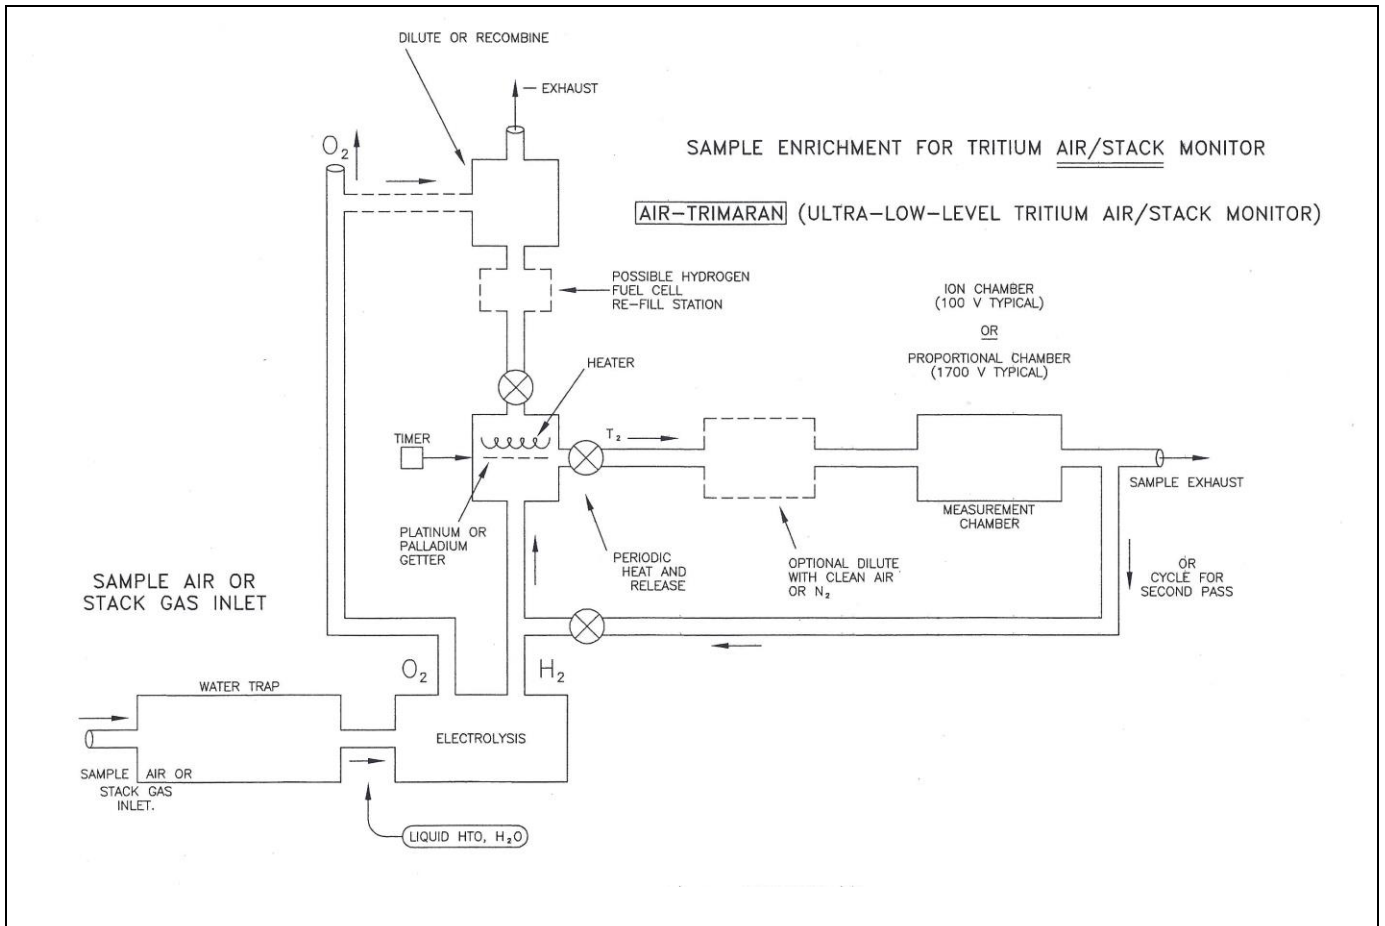 DILUTE OR RECOMBINE
EXHAUST
O₂
SAMPLE ENRICHMENT FOR TRITIUM AIR/STACK MONITOR
AIR-TRIMARAN (ULTRA-LOW-LEVEL TRITIUM AIR/STACK MONITOR)
POSSIBLE HYDROGEN
FUEL CELL
RE-FILL STATION
ION CHAMBER
(100 V TYPICAL)
OR
PROPORTIONAL CHAMBER
(1700 V TYPICAL)
HEATER
TIMER
T₂
PLATINUM OR
PALLADIUM
GETTER
PERIODIC
HEAT AND
RELEASE
OPTIONAL DILUTE
WITH CLEAN AIR
OR N₂
MEASUREMENT
CHAMBER
SAMPLE EXHAUST
OR
CYCLE FOR
SECOND PASS
SAMPLE AIR OR
STACK GAS INLET
O₂
H₂
WATER TRAP
ELECTROLYSIS
SAMPLE AIR OR
STACK GAS
INLET.
LIQUID HTO, H₂O